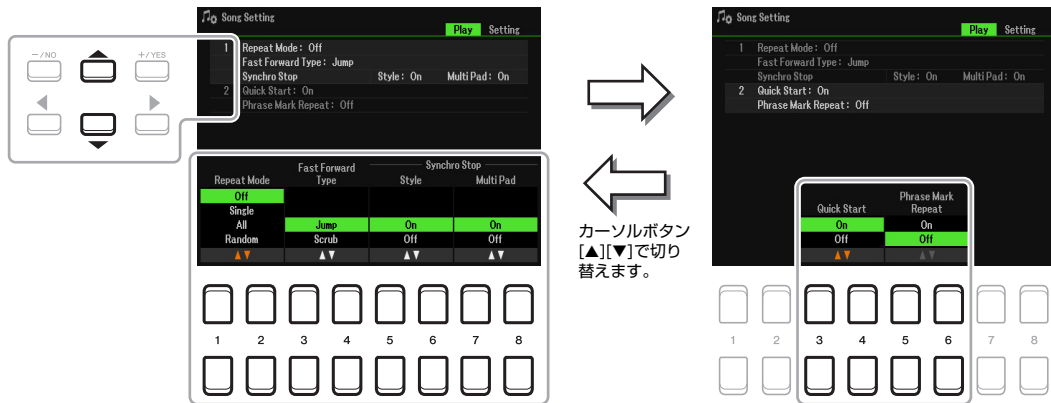 Song Setting
Play Setting
1 Repeat Mode: Off
Fast Forward Type: Jump
Synchro Stop Style: On Multi Pad: On
2 Quick Start: On
Phrase Mark Repeat: Off
−/NO +/YES
Repeat Mode Fast Forward Type Synchro Stop Style Multi Pad
Off
Single
All Jump On On
Random Scrub Off Off
▲▼ ▲▼ ▲▼ ▲▼
1 2 3 4 5 6 7 8
カーソルボタン
[▲][▼]で切り
替えます。
Song Setting
Play Setting
1 Repeat Mode: Off
Fast Forward Type: Jump
Synchro Stop Style: On Multi Pad: On
2 Quick Start: On
Phrase Mark Repeat: Off
Quick Start Phrase Mark Repeat
On On
Off Off
▲▼ ▲▼
1 2 3 4 5 6 7 8